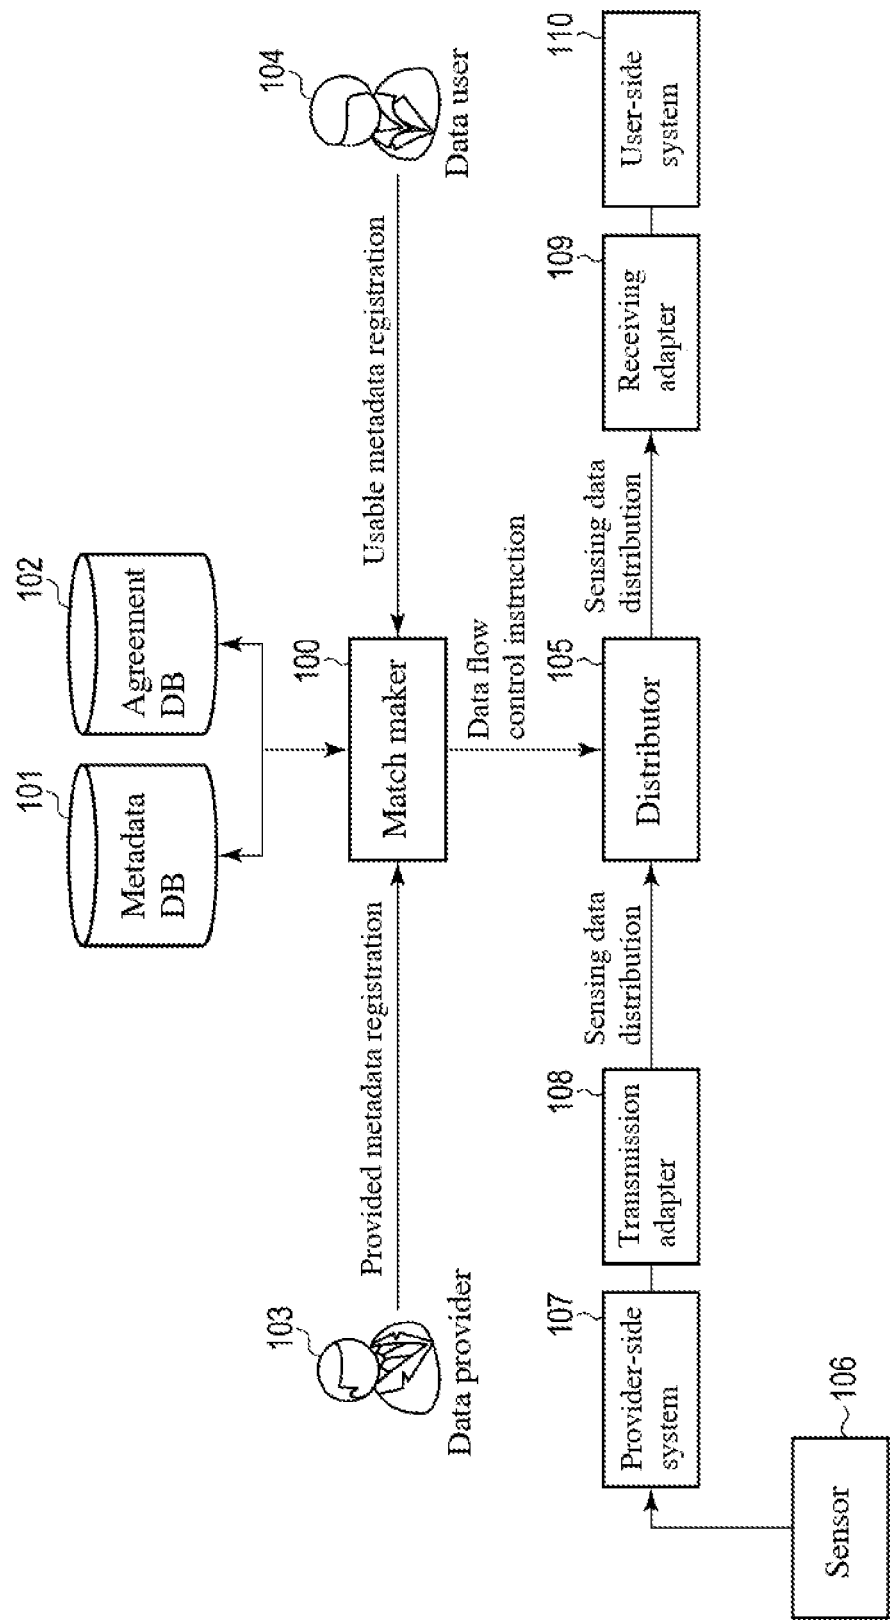 101
Metadata
DB
102
Agreement
DB
103
Data provider
Provided metadata registration
100
Match maker
Usable metadata registration
104
Data user
Data flow
control instruction
107
Provider-side
system
108
Transmission
adapter
Sensing data
distribution
105
Distributor
Sensing data
distribution
109
Receiving
adapter
110
User-side
system
Sensor
106